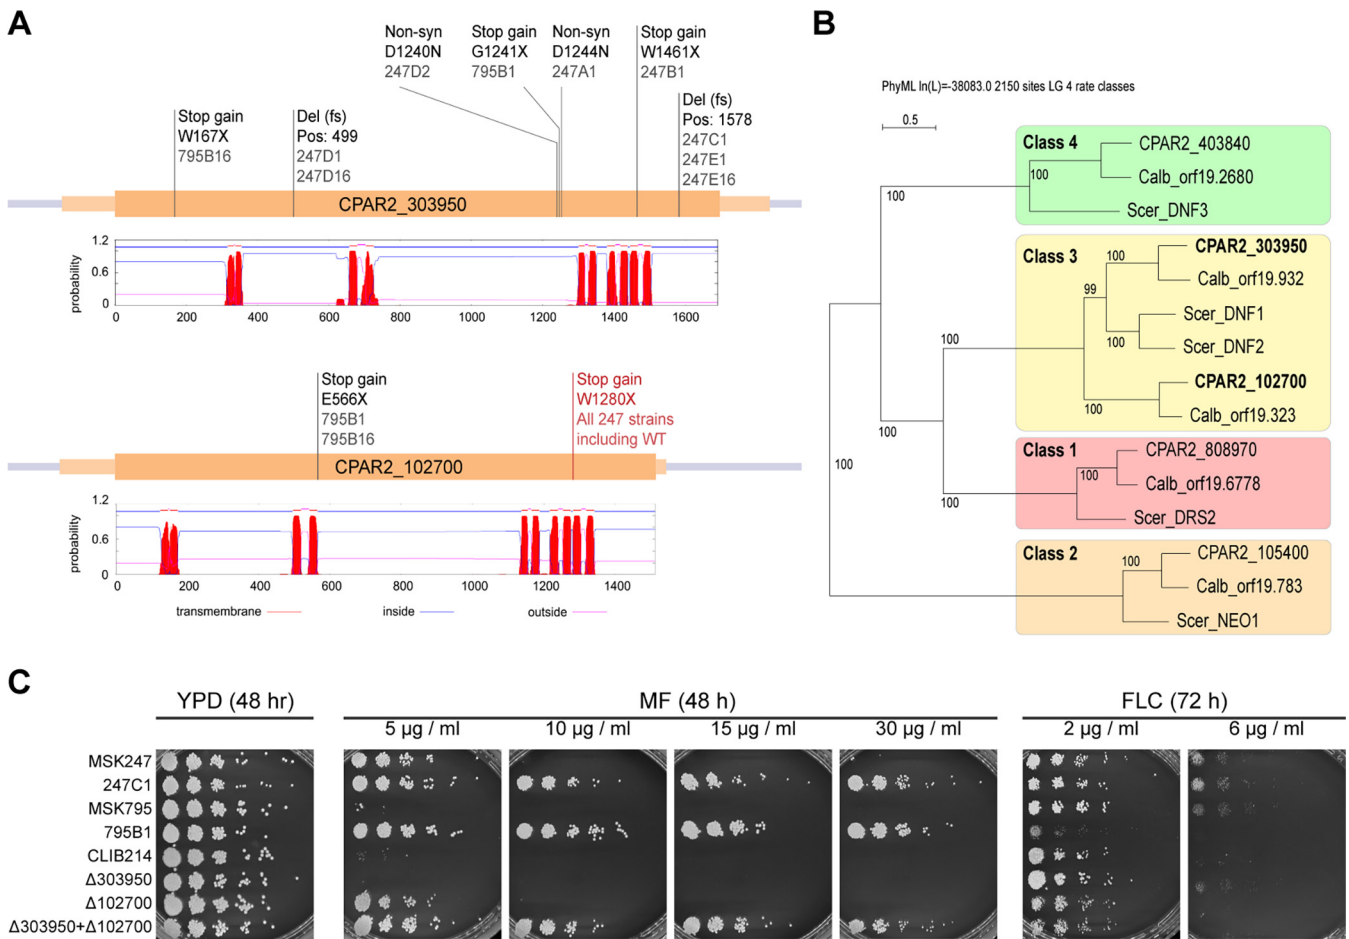 A
Non-syn
D1240N
247D2
Stop gain
G1241X
795B1
Non-syn
D1244N
247A1
Stop gain
W1461X
247B1
Stop gain
W167X
795B16
Del (fs)
Pos: 499
247D1
247D16
Del (fs)
Pos: 1578
247C1
247E1
247E16
CPAR2_303950
probability
1.2
0.6
0
0 200 400 600 800 1000 1200 1400 1600
Stop gain
E566X
795B1
795B16
Stop gain
W1280X
All 247 strains
including WT
CPAR2_102700
probability
1.2
0.6
0
0 200 400 600 800 1000 1200 1400
transmembrane inside outside
B
PhyML ln(L)=-38083.0 2150 sites LG 4 rate classes
0.5
Class 4
CPAR2_403840
Calb_orf19.2680
Scer_DNF3
100
100
Class 3
CPAR2_303950
Calb_orf19.932
Scer_DNF1
Scer_DNF2
CPAR2_102700
Calb_orf19.323
100
99
100
100
100
100
Class 1
CPAR2_808970
Calb_orf19.6778
Scer_DRS2
100
100
100
Class 2
CPAR2_105400
Calb_orf19.783
Scer_NEO1
100
C
YPD (48 hr) MF (48 h) FLC (72 h)
5 µg / ml 10 µg / ml 15 µg / ml 30 µg / ml 2 µg / ml 6 µg / ml
MSK247
247C1
MSK795
795B1
CLIB214
Δ303950
Δ102700
Δ303950+Δ102700